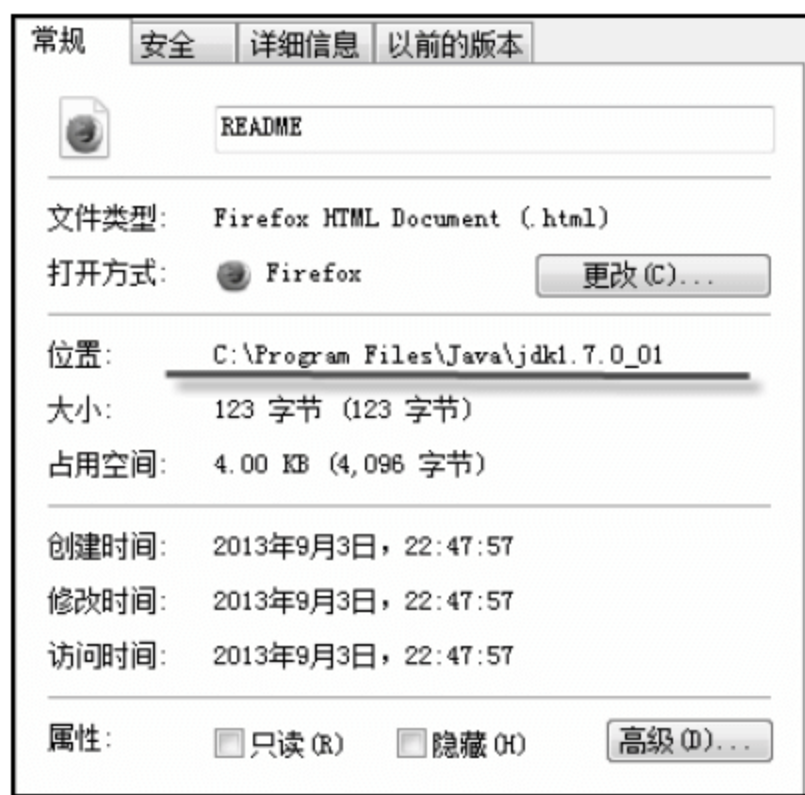 常规 安全 详细信息 以前的版本
README
文件类型: Firefox HTML Document (.html)
打开方式: Firefox 更改(C)...
位置: C:\Program Files\Java\jdk1.7.0_01
大小: 123 字节 (123 字节)
占用空间: 4.00 KB (4,096 字节)
创建时间: 2013年9月3日，22:47:57
修改时间: 2013年9月3日，22:47:57
访问时间: 2013年9月3日，22:47:57
属性: 只读(R) 隐藏(H) 高级(D)...